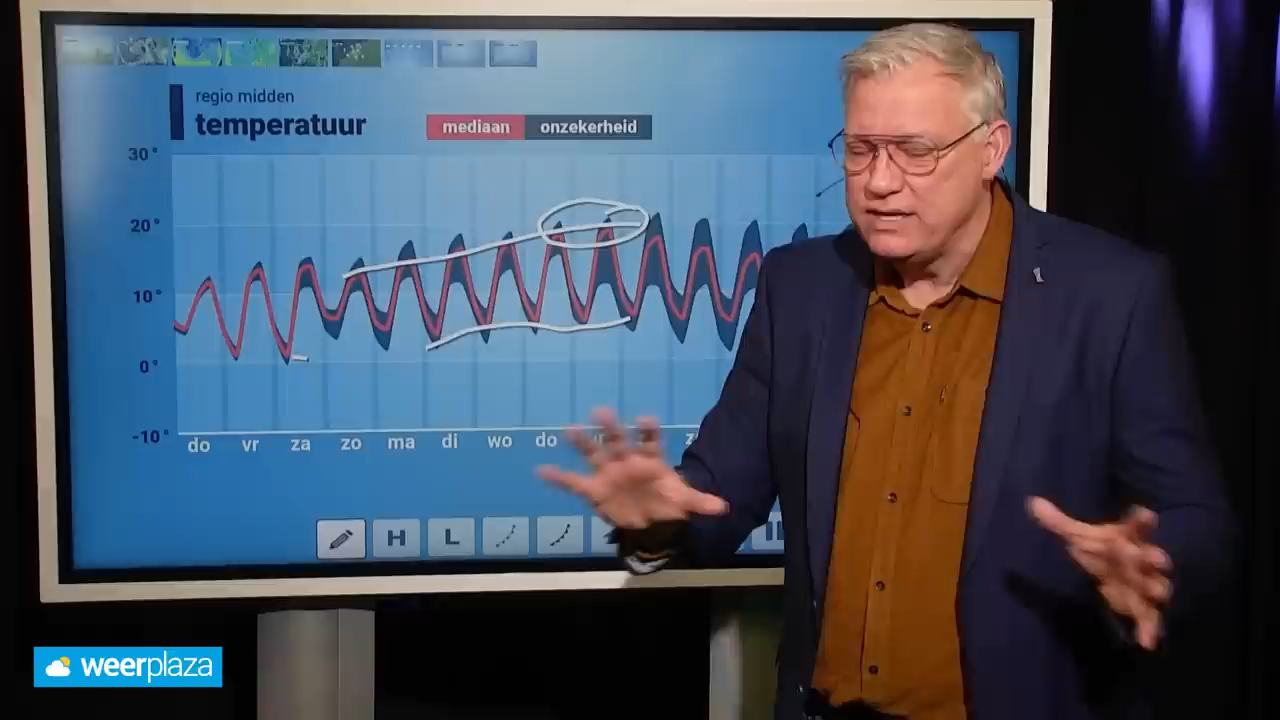 regio midden
temperatuur
mediaan onzekerheid
30°
20°
10°
0°
-10°
do vr za zo ma di wo do
H L
weerplaza